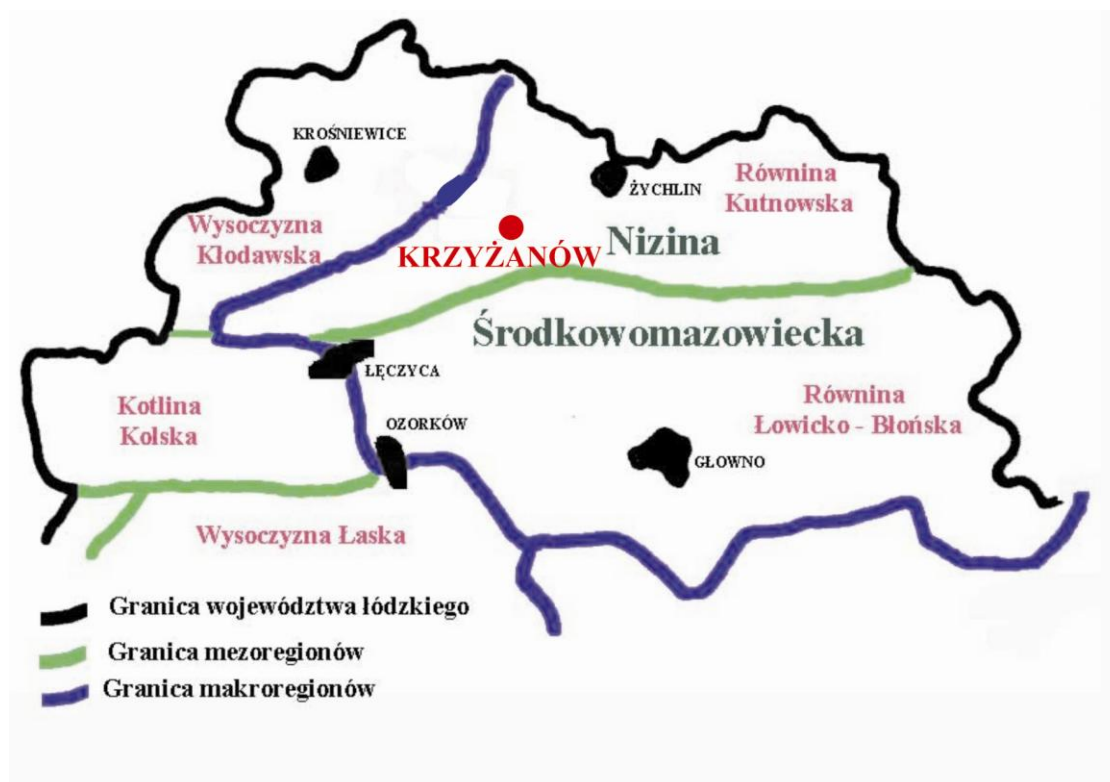 KROŚNIEWICE
ŻYCHLIN
Równina
Kutnowska
Wysoczyzna
Kłodawska
KRZYŻANÓW
Nizina
Środkowomazowiecka
ŁĘCZYCA
Kotlina
Kolska
OZORKÓW
Równina
Łowicko - Błońska
GŁOWNO
Wysoczyzna Łaska
Granica województwa łódzkiego
Granica mezoregionów
Granica makroregionów